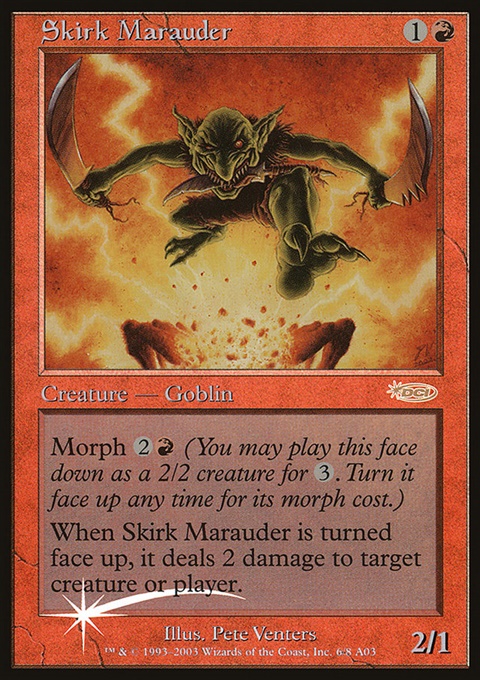 Skirk Marauder 1
Creature — Goblin
DCI
Morph 2 (You may play this face
down as a 2/2 creature for 3. Turn it
face up any time for its morph cost.)
When Skirk Marauder is turned
face up, it deals 2 damage to target
creature or player.
Illus. Pete Venters
™ & © 1993-2003 Wizards of the Coast, Inc. 6/8 A03
2/1